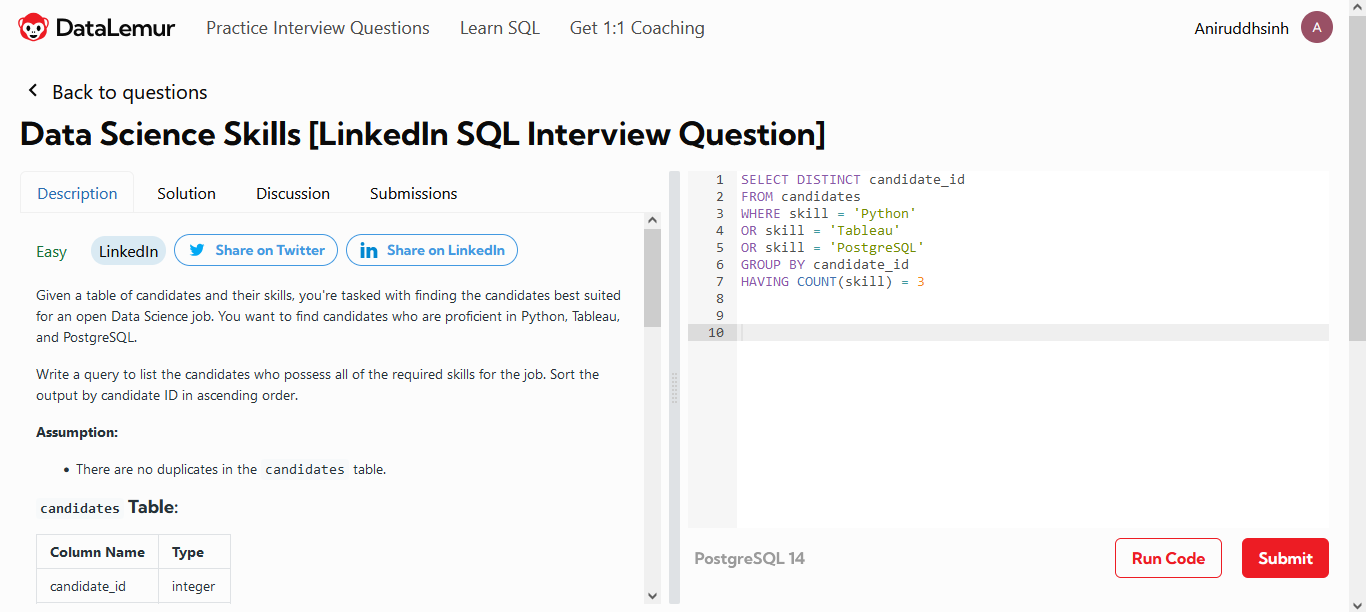 DataLemur Practice Interview Questions Learn SQL Get 1:1 Coaching Aniruddhsinh A
Back to questions
Data Science Skills [LinkedIn SQL Interview Question]
Description Solution Discussion Submissions
Easy LinkedIn Share on Twitter Share on LinkedIn
Given a table of candidates and their skills, you're tasked with finding the candidates best suited
for an open Data Science job. You want to find candidates who are proficient in Python, Tableau,
and PostgreSQL.
Write a query to list the candidates who possess all of the required skills for the job. Sort the
output by candidate ID in ascending order.
Assumption:
• There are no duplicates in the candidates table.
candidates Table:
Column Name Type
candidate_id integer
1 SELECT DISTINCT candidate_id
2 FROM candidates
3 WHERE skill = 'Python'
4 OR skill = 'Tableau'
5 OR skill = 'PostgreSQL'
6 GROUP BY candidate_id
7 HAVING COUNT(skill) = 3
8
9
10
PostgreSQL 14 Run Code Submit